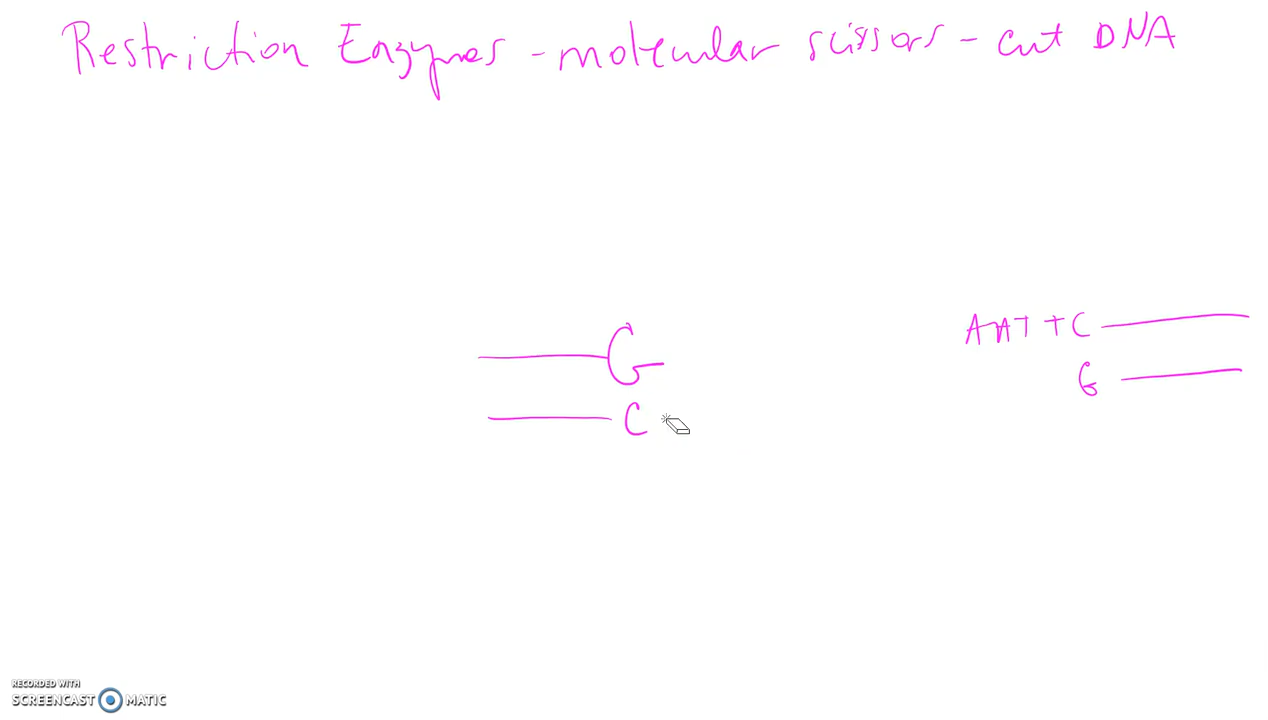 Restriction Enzymes - molecular scissors - cut DNA
AATTC
G
G
C
RECORDED WITH
SCREENCAST MATIC